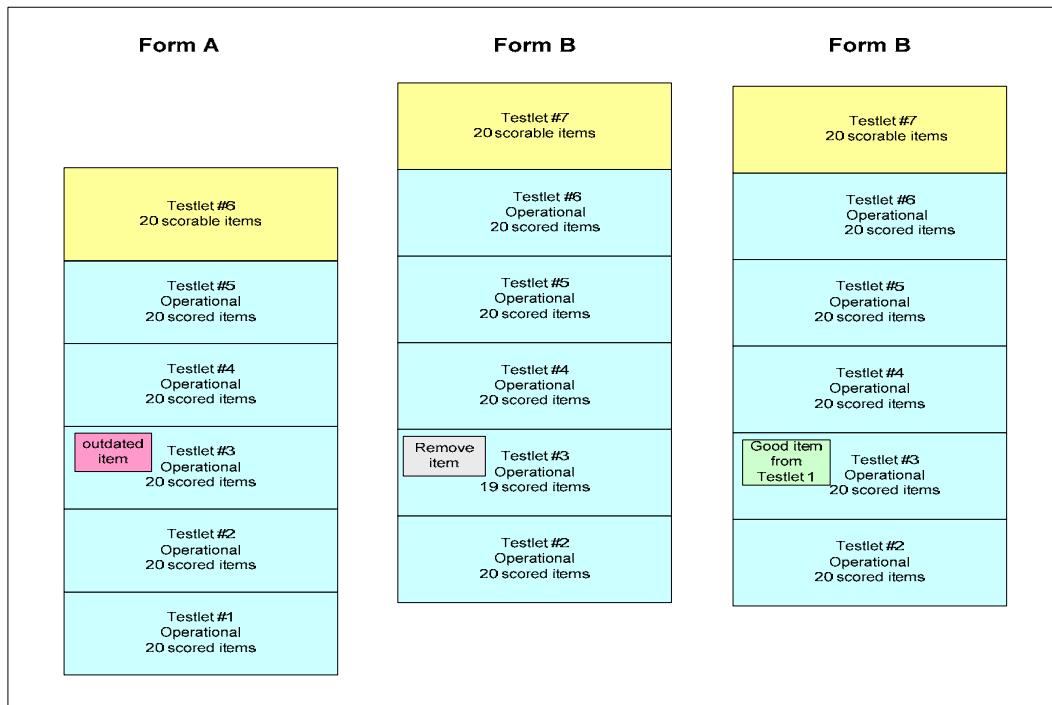 Form A
Testlet #6
20 scorable items
Testlet #5
Operational
20 scored items
Testlet #4
Operational
20 scored items
outdated
item
Testlet #3
Operational
20 scored items
Testlet #2
Operational
20 scored items
Testlet #1
Operational
20 scored items
Form B
Testlet #7
20 scorable items
Testlet #6
Operational
20 scored items
Testlet #5
Operational
20 scored items
Testlet #4
Operational
20 scored items
Remove
item
Testlet #3
Operational
19 scored items
Testlet #2
Operational
20 scored items
Form B
Testlet #7
20 scorable items
Testlet #6
Operational
20 scored items
Testlet #5
Operational
20 scored items
Testlet #4
Operational
20 scored items
Good item
from
Testlet 1
Testlet #3
Operational
20 scored items
Testlet #2
Operational
20 scored items